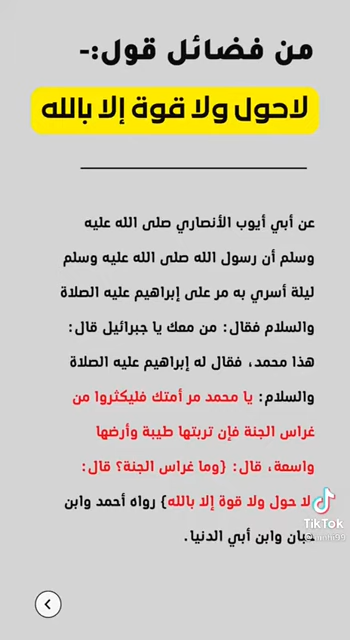 من فضائل قول:-
لاحول ولا قوة إلا بالله
عن أبي أيوب الأنصاري صلى الله عليه
وسلم أن رسول الله صلى الله عليه وسلم
ليلة أسري به مر على إبراهيم عليه الصلاة
والسلام فقال: من معك يا جبرائيل قال:
هذا محمد، فقال له إبراهيم عليه الصلاة
والسلام: يا محمد مر أمتك فليكثروا من
غراس الجنة فإن تربتها طيبة وأرضها
واسعة، قال: {وما غراس الجنة؟ قال:
لا حول ولا قوة إلا بالله} رواه أحمد وابن
حبان وابن أبي الدنيا.
TikTok